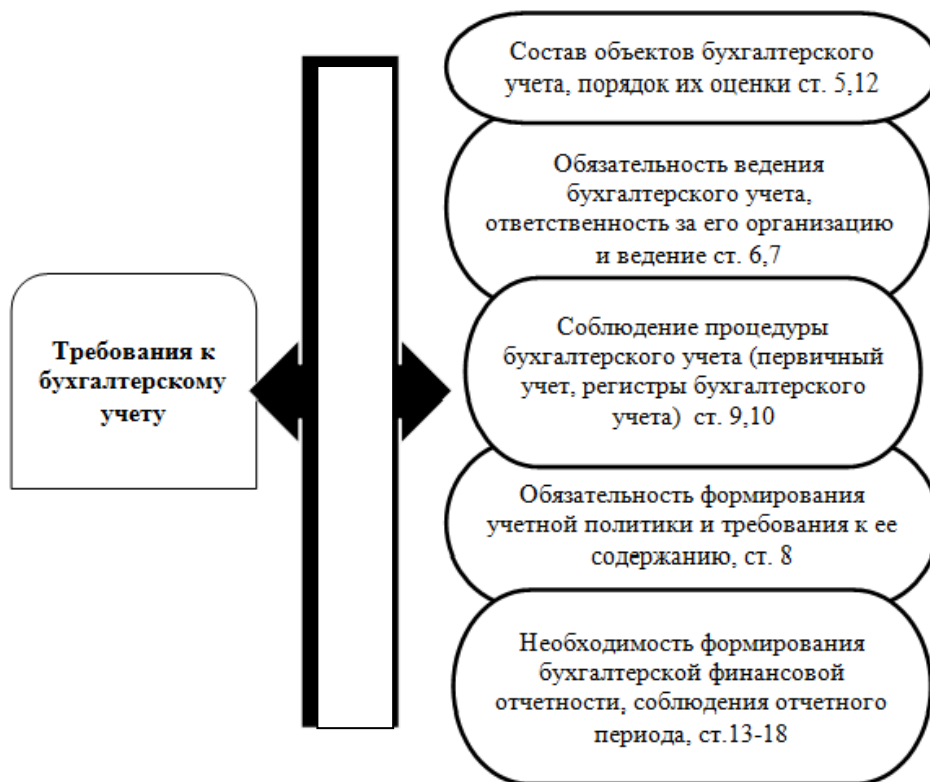 Требования к
бухгалтерскому
учету
Состав объектов бухгалтерского
учета, порядок их оценки ст. 5,12
Обязательность ведения
бухгалтерского учета,
ответственность за его организацию
и ведение ст. 6,7
Соблюдение процедуры
бухгалтерского учета (первичный
учет, регистры бухгалтерского
учета) ст. 9,10
Обязательность формирования
учетной политики и требования к ее
содержанию, ст. 8
Необходимость формирования
бухгалтерской финансовой
отчетности, соблюдения отчетного
периода, ст.13-18